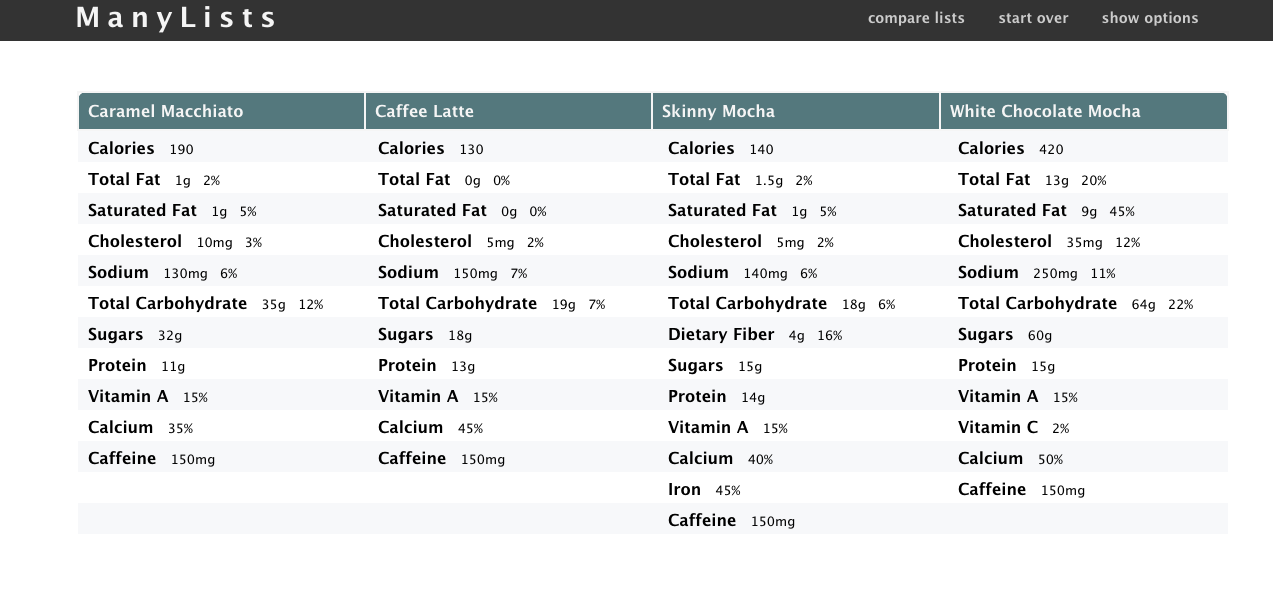 ManyLists compare lists start over show options
Caramel Macchiato Caffee Latte Skinny Mocha White Chocolate Mocha
Calories 190 Calories 130 Calories 140 Calories 420
Total Fat 1g 2% Total Fat 0g 0% Total Fat 1.5g 2% Total Fat 13g 20%
Saturated Fat 1g 5% Saturated Fat 0g 0% Saturated Fat 1g 5% Saturated Fat 9g 45%
Cholesterol 10mg 3% Cholesterol 5mg 2% Cholesterol 5mg 2% Cholesterol 35mg 12%
Sodium 130mg 6% Sodium 150mg 7% Sodium 140mg 6% Sodium 250mg 11%
Total Carbohydrate 35g 12% Total Carbohydrate 19g 7% Total Carbohydrate 18g 6% Total Carbohydrate 64g 22%
Sugars 32g Sugars 18g Dietary Fiber 4g 16% Sugars 60g
Protein 11g Protein 13g Sugars 15g Protein 15g
Vitamin A 15% Vitamin A 15% Protein 14g Vitamin A 15%
Calcium 35% Calcium 45% Vitamin A 15% Vitamin C 2%
Caffeine 150mg Caffeine 150mg Calcium 40% Calcium 50%
Iron 45% Caffeine 150mg
Caffeine 150mg